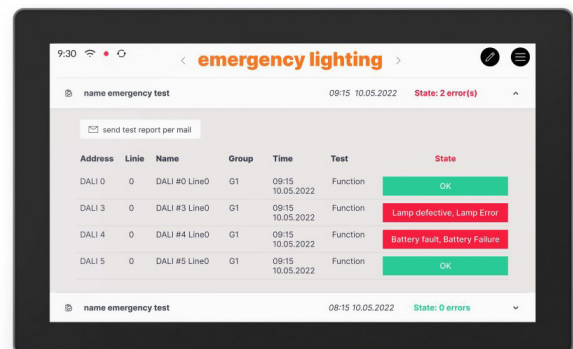 9:30
emergency lighting
name emergency test 09:15 10.05.2022 State: 2 error(s)
send test report per mail
Address Linie Name Group Time Test State
DALI 0 0 DALI #0 Line0 G1 09:15 Function OK
10.05.2022
DALI 3 0 DALI #3 Line0 G1 09:15 Function Lamp defective, Lamp Error
10.05.2022
DALI 4 0 DALI #4 Line0 G1 09:15 Function Battery fault, Battery Failure
10.05.2022
DALI 5 0 DALI #5 Line0 G1 09:15 Function OK
10.05.2022
name emergency test 08:15 10.05.2022 State: 0 errors